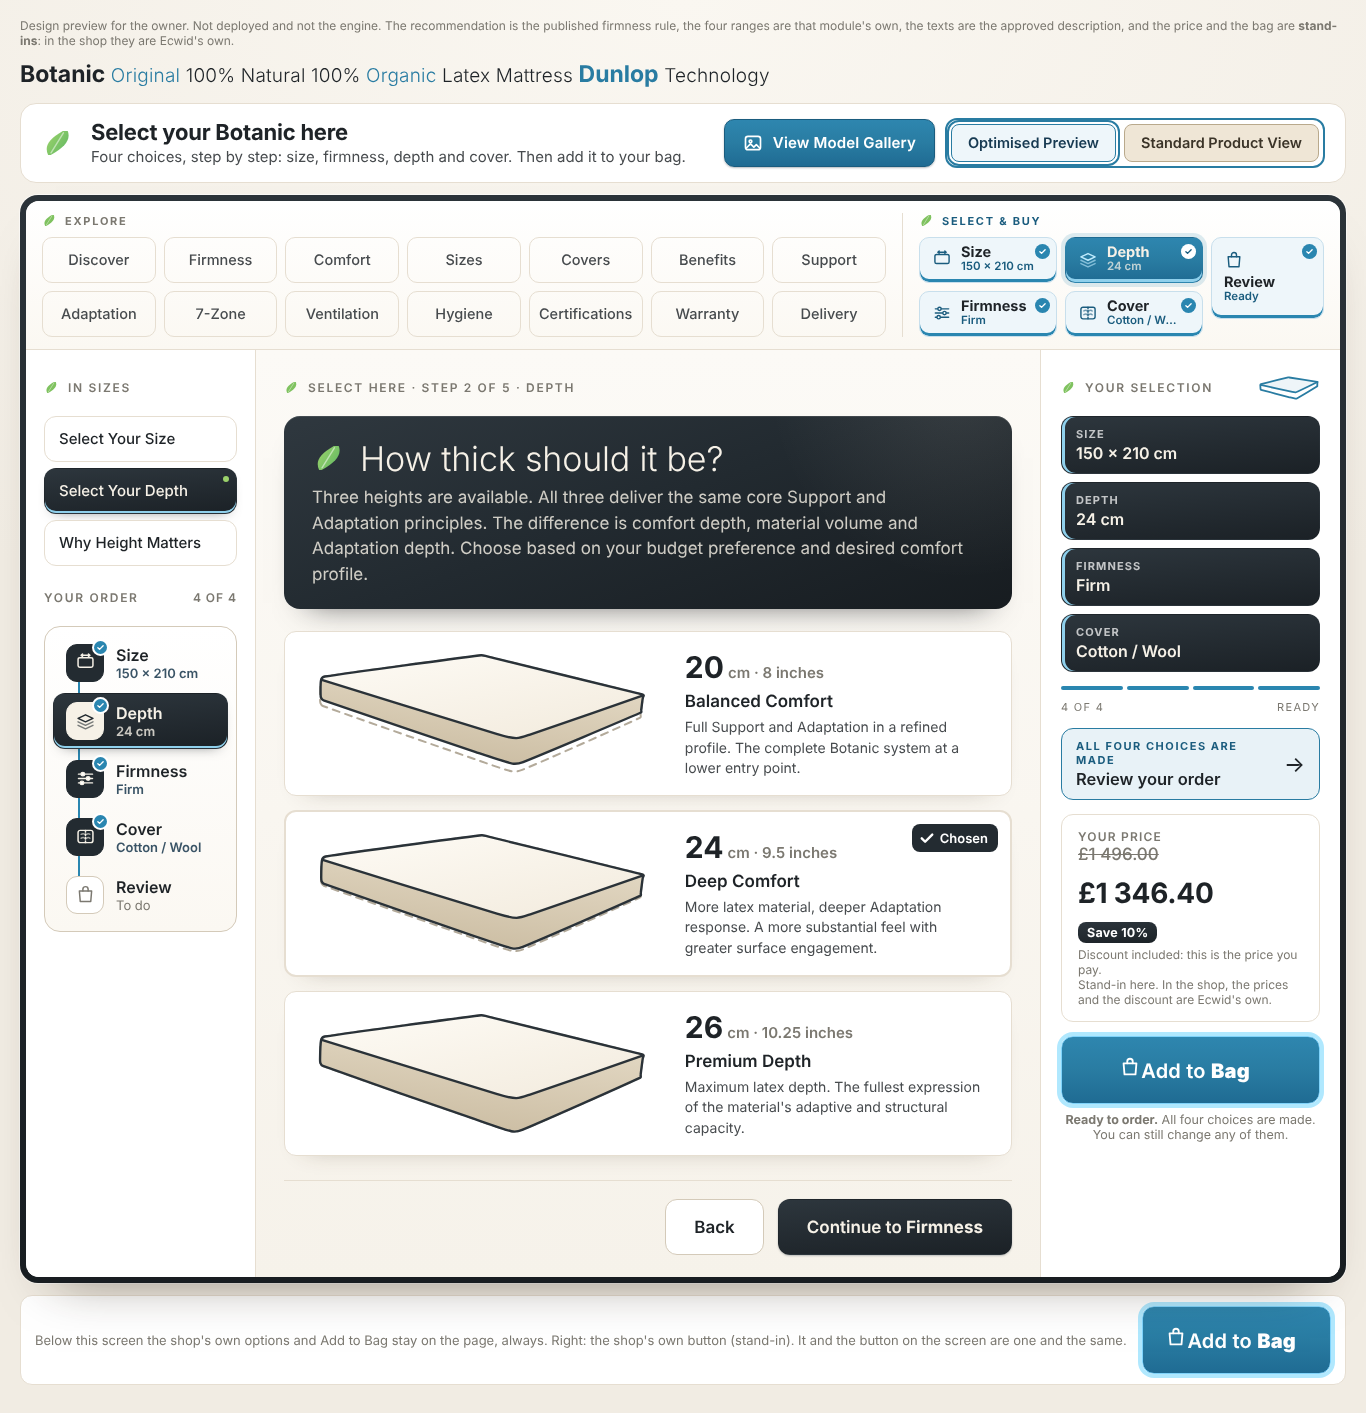 Design preview for the owner. Not deployed and not the engine. The recommendation is the published firmness rule, the four ranges are that module's own, the texts are the approved description, and the price and the bag are stand-
ins: in the shop they are Ecwid's own.
Botanic Original 100% Natural 100% Organic Latex Mattress Dunlop Technology
Select your Botanic here
Four choices, step by step: size, firmness, depth and cover. Then add it to your bag.
View Model Gallery
Optimised Preview
Standard Product View
EXPLORE
Discover
Firmness
Comfort
Sizes
Covers
Benefits
Support
Adaptation
7-Zone
Ventilation
Hygiene
Certifications
Warranty
Delivery
SELECT & BUY
Size
150 × 210 cm
Depth
24 cm
Review
Ready
Firmness
Firm
Cover
Cotton / W...
IN SIZES
Select Your Size
Select Your Depth
Why Height Matters
YOUR ORDER 4 OF 4
Size
150 × 210 cm
Depth
24 cm
Firmness
Firm
Cover
Cotton / Wool
Review
To do
SELECT HERE · STEP 2 OF 5 · DEPTH
How thick should it be?
Three heights are available. All three deliver the same core Support and
Adaptation principles. The difference is comfort depth, material volume and
Adaptation depth. Choose based on your budget preference and desired comfort
profile.
20 cm · 8 inches
Balanced Comfort
Full Support and Adaptation in a refined
profile. The complete Botanic system at a
lower entry point.
24 cm · 9.5 inches
Chosen
Deep Comfort
More latex material, deeper Adaptation
response. A more substantial feel with
greater surface engagement.
26 cm · 10.25 inches
Premium Depth
Maximum latex depth. The fullest expression
of the material's adaptive and structural
capacity.
Back
Continue to Firmness
YOUR SELECTION
SIZE
150 × 210 cm
DEPTH
24 cm
FIRMNESS
Firm
COVER
Cotton / Wool
4 OF 4 READY
ALL FOUR CHOICES ARE
MADE
Review your order
YOUR PRICE
£1 496.00
£1 346.40
Save 10%
Discount included: this is the price you
pay.
Stand-in here. In the shop, the prices
and the discount are Ecwid's own.
Add to Bag
Ready to order. All four choices are made.
You can still change any of them.
Below this screen the shop's own options and Add to Bag stay on the page, always. Right: the shop's own button (stand-in). It and the button on the screen are one and the same.
Add to Bag